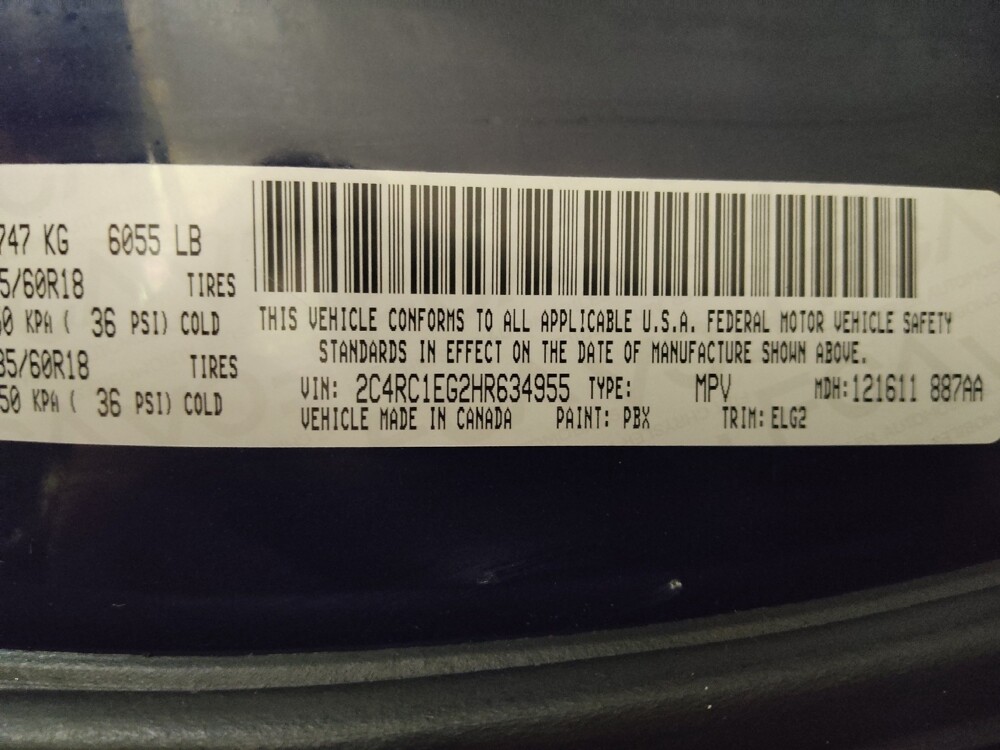 747 KG 6055 LB
5/60R18 TIRES
50 KPA ( 36 PSI) COLD
35/60R18 TIRES
50 KPA ( 36 PSI) COLD
THIS VEHICLE CONFORMS TO ALL APPLICABLE U.S.A. FEDERAL MOTOR VEHICLE SAFETY
STANDARDS IN EFFECT ON THE DATE OF MANUFACTURE SHOWN ABOVE.
VIN: 2C4RC1EG2HR634955 TYPE: MPV MDH:121611 887AA
VEHICLE MADE IN CANADA PAINT: PBX TRIM: ELG2